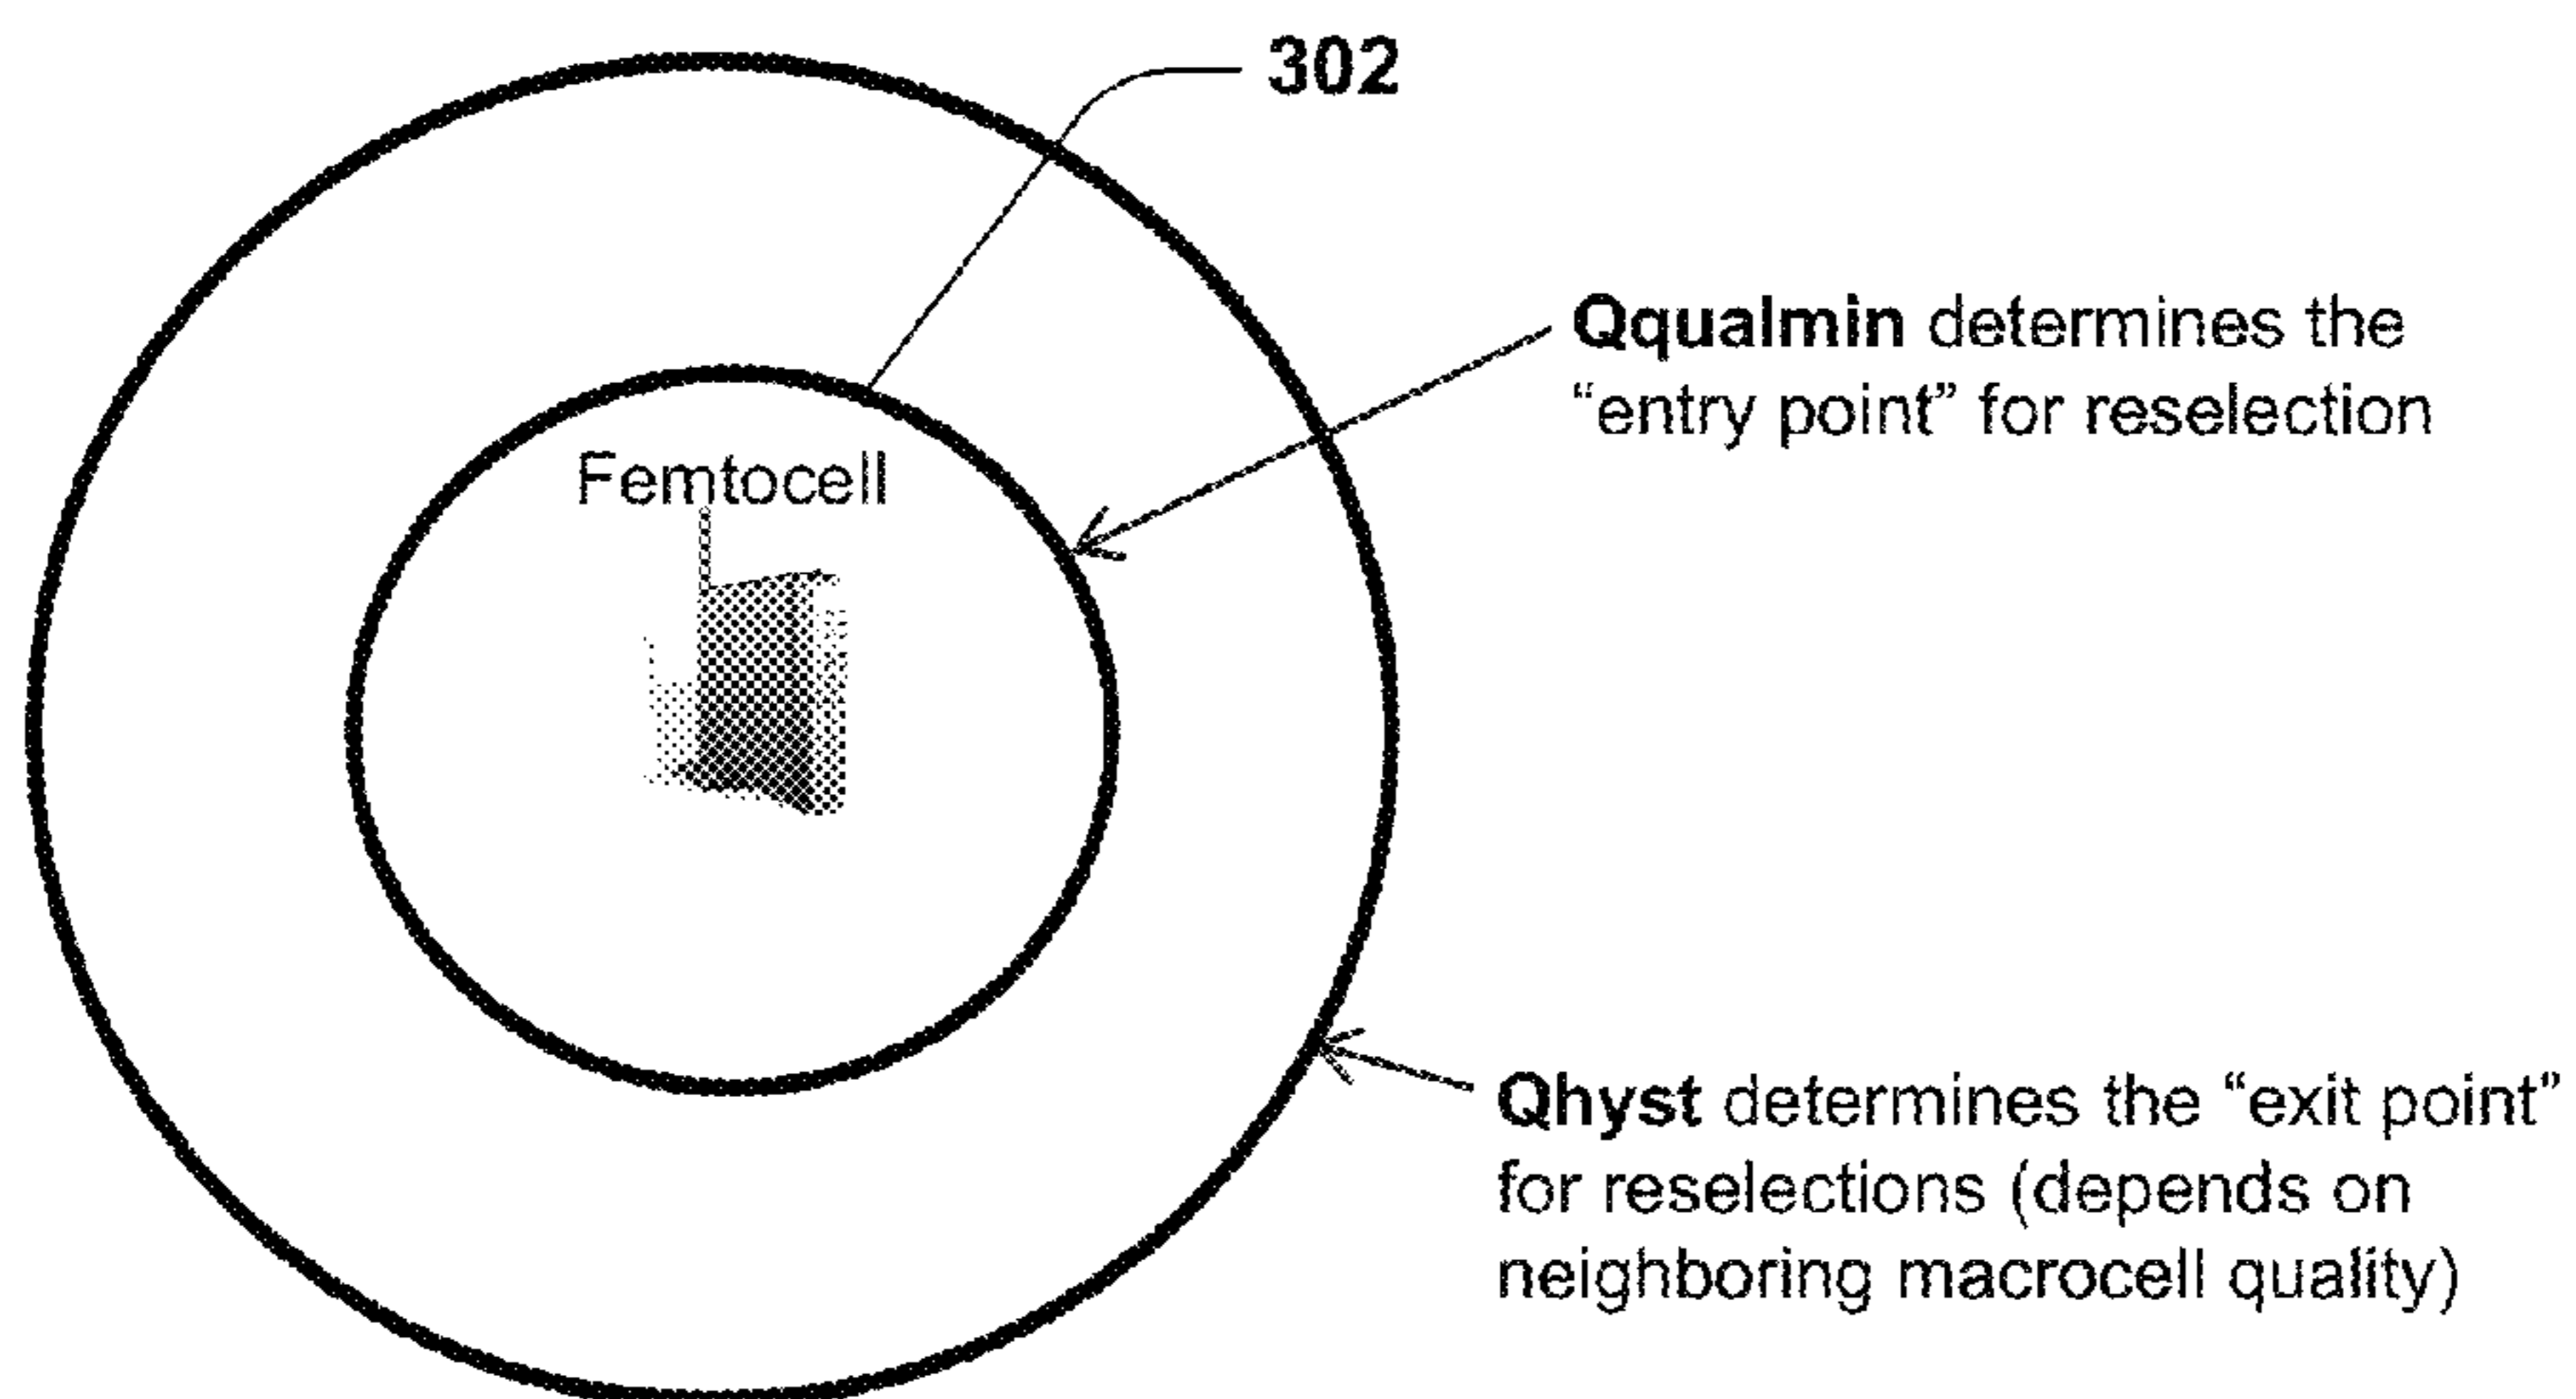 302
Qqualmin determines the
“entry point” for reselection
Femtocell
Qhyst determines the “exit point”
for reselections (depends on
neighboring macrocell quality)